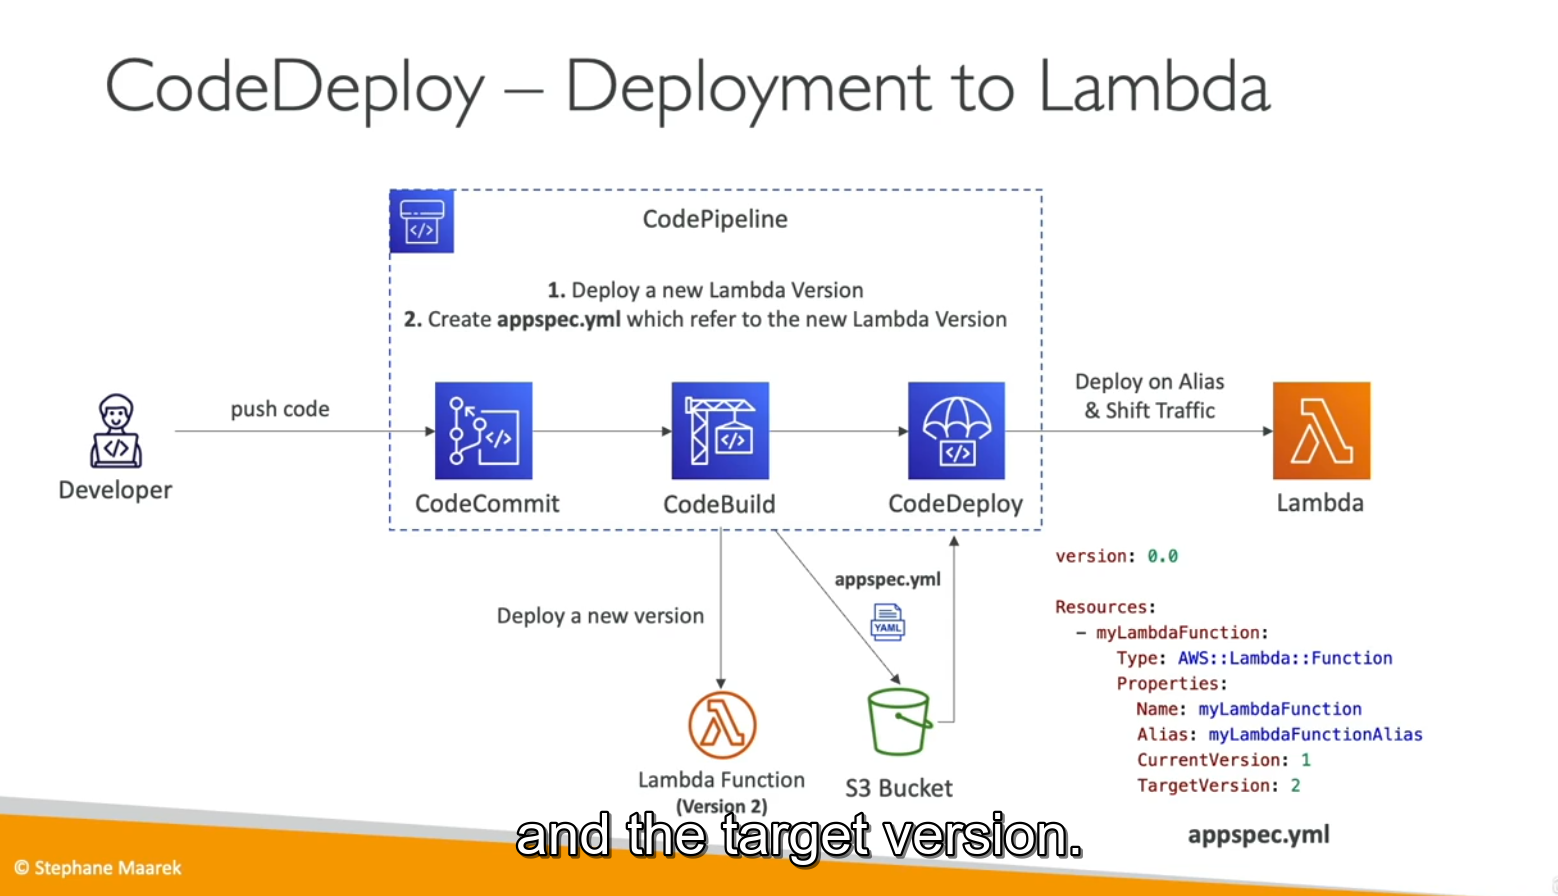 CodeDeploy – Deployment to Lambda
CodePipeline
1. Deploy a new Lambda Version
2. Create appspec.yml which refer to the new Lambda Version
push code
Deploy on Alias
& Shift Traffic
Developer
CodeCommit
CodeBuild
CodeDeploy
Lambda
Deploy a new version
appspec.yml
YAML
Lambda Function
(Version 2)
S3 Bucket
version: 0.0
Resources:
- myLambdaFunction:
Type: AWS::Lambda::Function
Properties:
Name: myLambdaFunction
Alias: myLambdaFunctionAlias
CurrentVersion: 1
TargetVersion: 2
appspec.yml
and the target version.
© Stephane Maarek